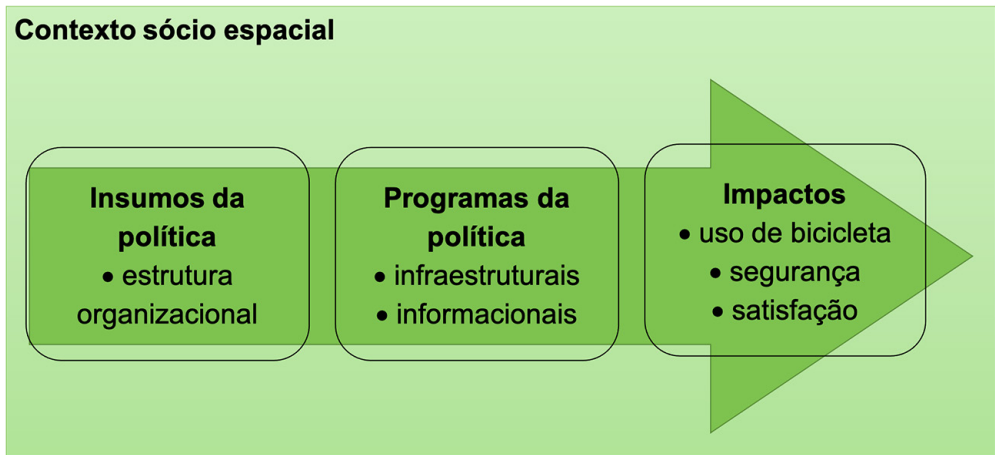 Contexto sócio espacial
Insumos da
política
• estrutura
organizacional
Programas da
política
• infraestruturais
• informacionais
Impactos
• uso de bicicleta
• segurança
• satisfação